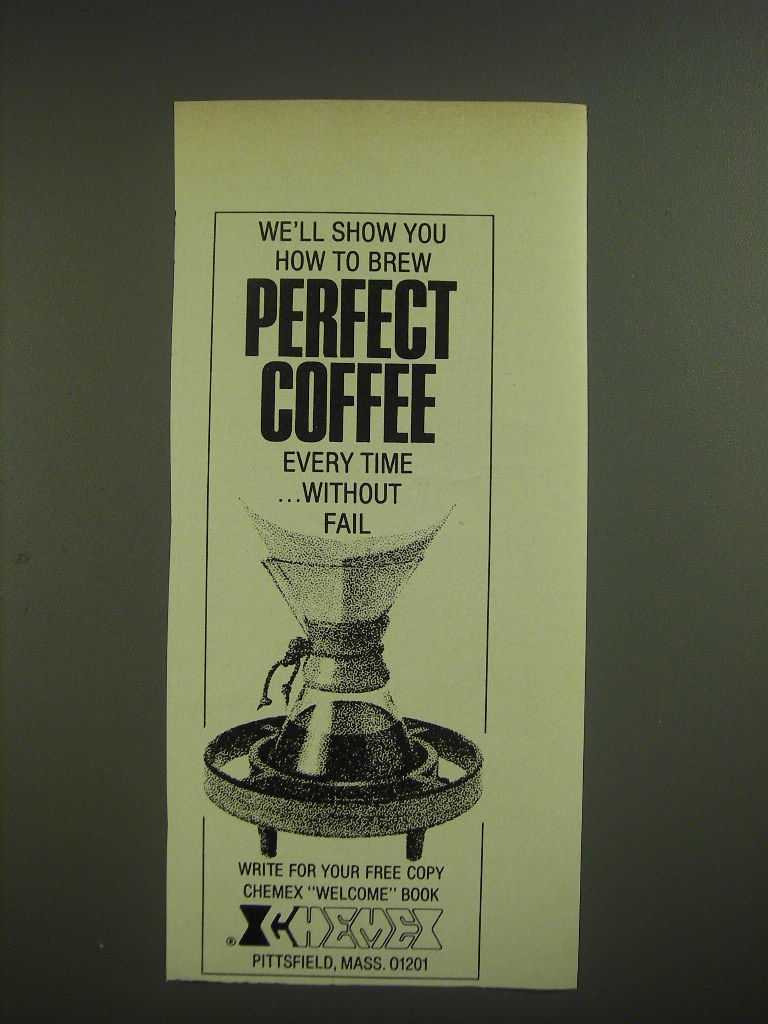 WE'LL SHOW YOU
HOW TO BREW
PERFECT
COFFEE
EVERY TIME
...WITHOUT
FAIL
WRITE FOR YOUR FREE COPY
CHEMEX "WELCOME" BOOK
® CHEMEX
PITTSFIELD, MASS. 01201